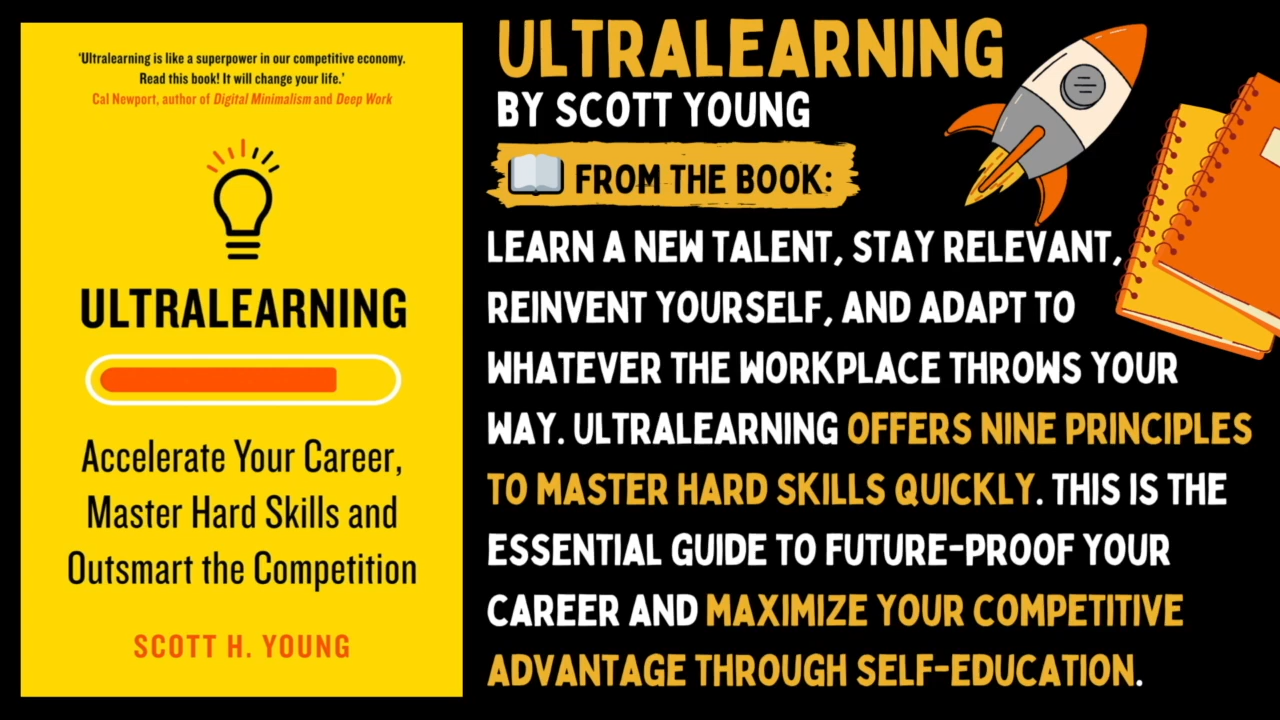 'Ultralearning is like a superpower in our competitive economy.
Read this book! It will change your life.'
Cal Newport, author of Digital Minimalism and Deep Work
ULTRALEARNING
Accelerate Your Career,
Master Hard Skills and
Outsmart the Competition
SCOTT H. YOUNG
ULTRALEARNING
BY SCOTT YOUNG
FROM THE BOOK:
LEARN A NEW TALENT, STAY RELEVANT,
REINVENT YOURSELF, AND ADAPT TO
WHATEVER THE WORKPLACE THROWS YOUR
WAY. ULTRALEARNING OFFERS NINE PRINCIPLES
TO MASTER HARD SKILLS QUICKLY. THIS IS THE
ESSENTIAL GUIDE TO FUTURE-PROOF YOUR
CAREER AND MAXIMIZE YOUR COMPETITIVE
ADVANTAGE THROUGH SELF-EDUCATION.